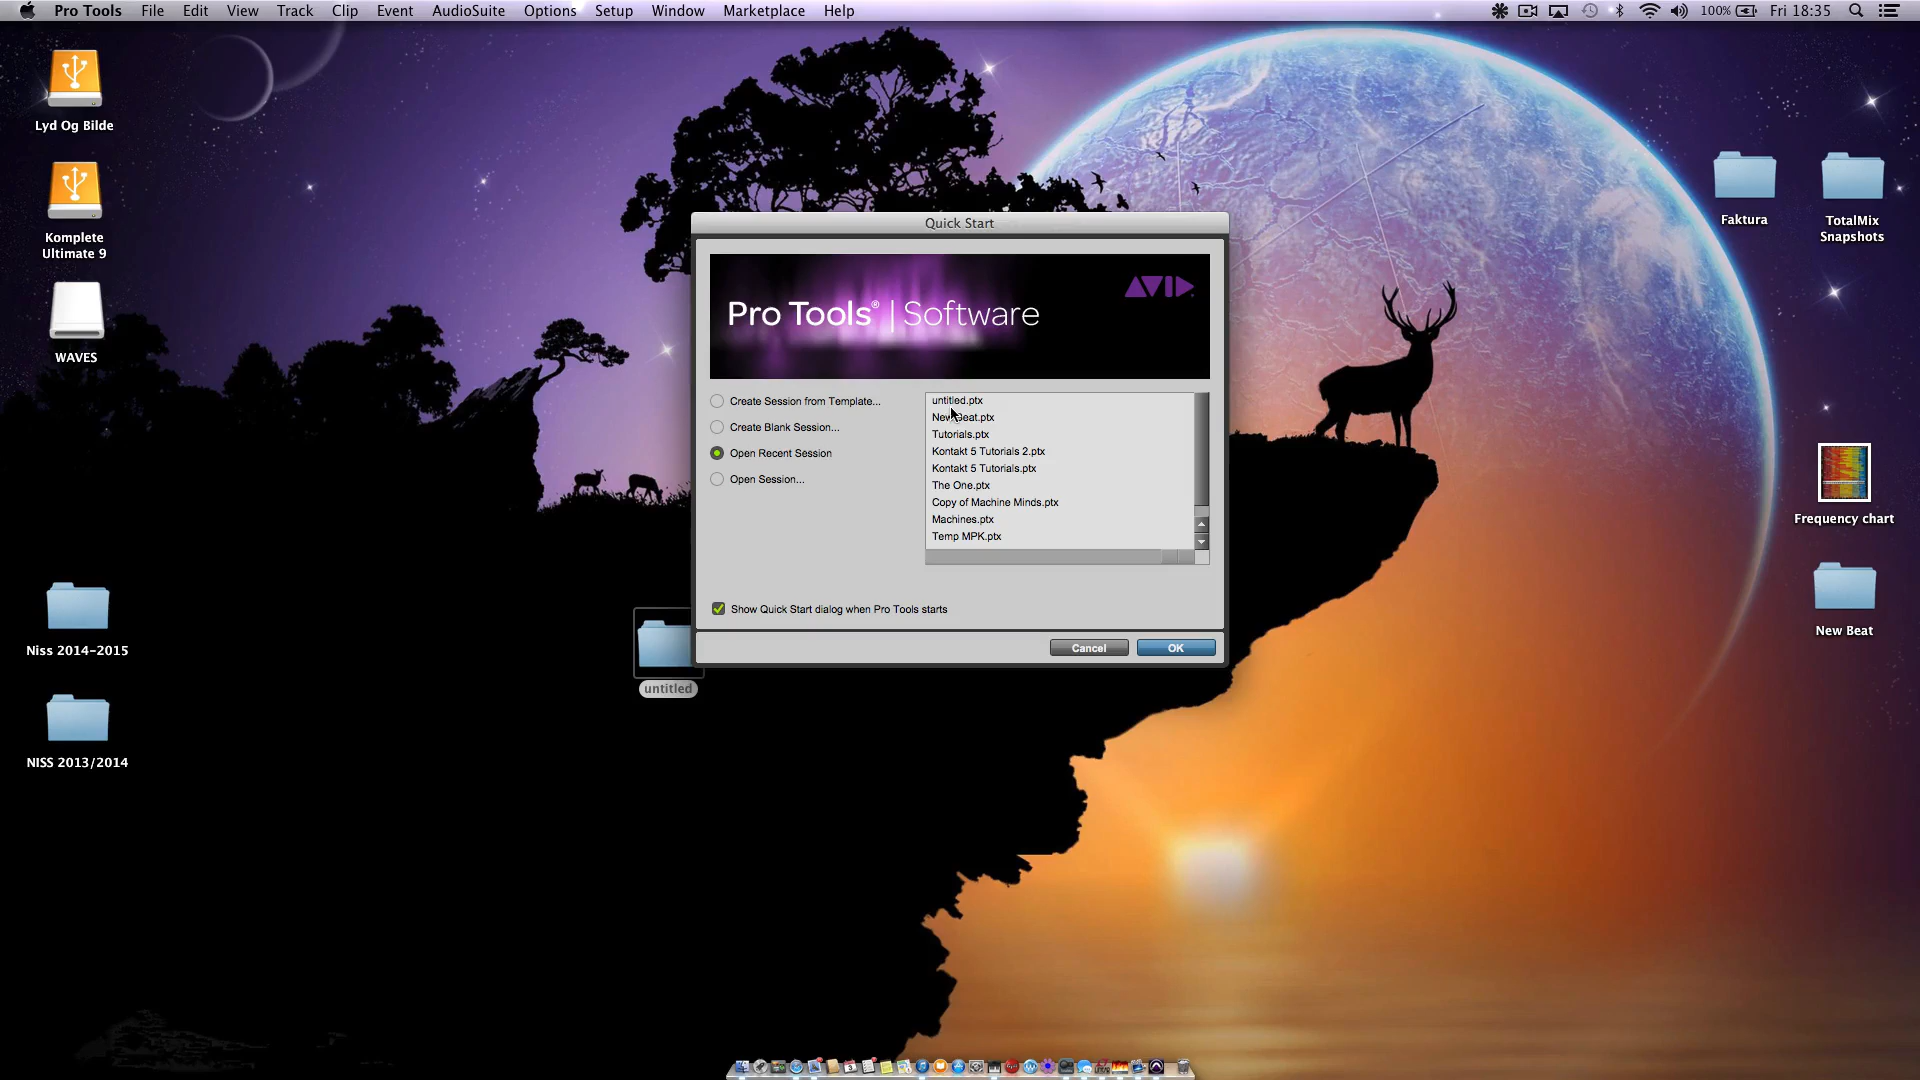 Pro Tools File Edit View Track Clip Event AudioSuite Options Setup Window Marketplace Help 100% Fri 18:35
Lyd Og Bilde
Komplete
Ultimate 9
WAVES
Niss 2014-2015
NISS 2013/2014
untitled
Quick Start
Pro Tools® | Software
AVID
Create Session from Template...
Create Blank Session...
Open Recent Session
Open Session...
untitled.ptx
New Beat.ptx
Tutorials.ptx
Kontakt 5 Tutorials 2.ptx
Kontakt 5 Tutorials.ptx
The One.ptx
Copy of Machine Minds.ptx
Machines.ptx
Temp MPK.ptx
Show Quick Start dialog when Pro Tools starts
Cancel OK
Faktura
TotalMix
Snapshots
Frequency chart
New Beat